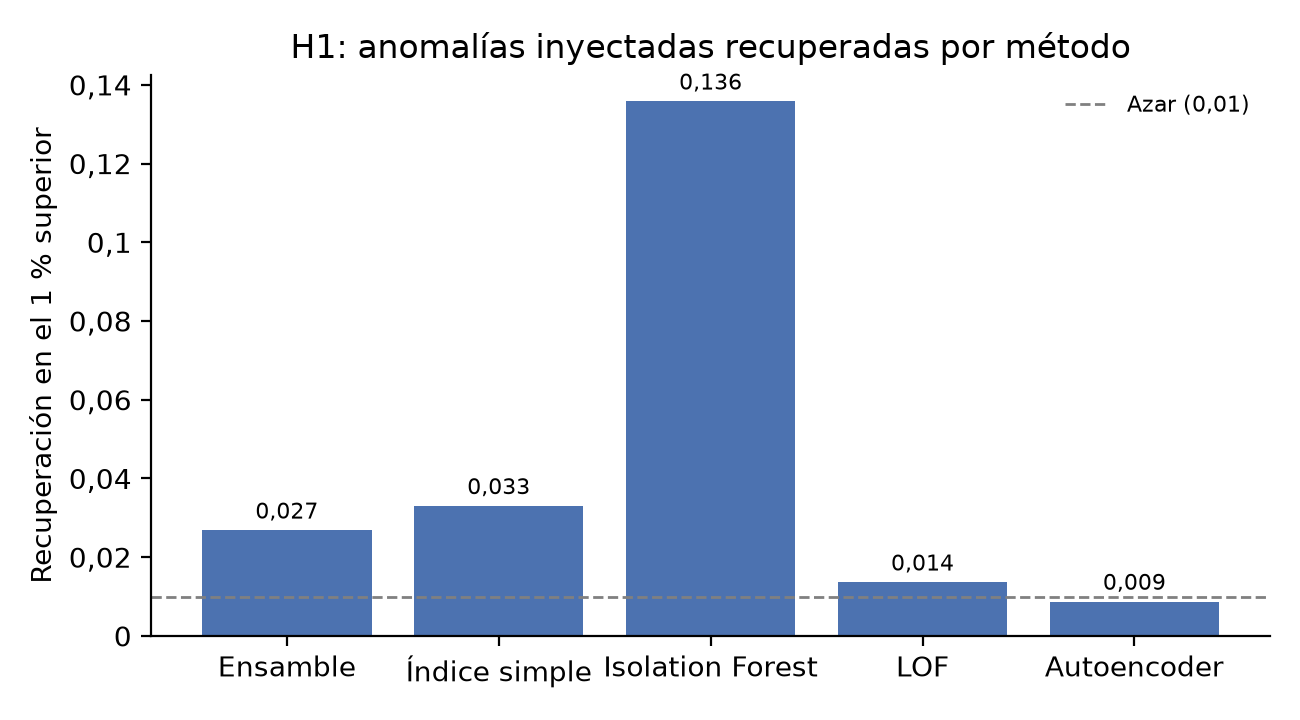 H1: anomalías inyectadas recuperadas por método
Recuperación en el 1 % superior
0,14
0,12
0,1
0,08
0,06
0,04
0,02
0
Azar (0,01)
0,027
0,033
0,136
0,014
0,009
Ensamble
Índice simple
Isolation Forest
LOF
Autoencoder